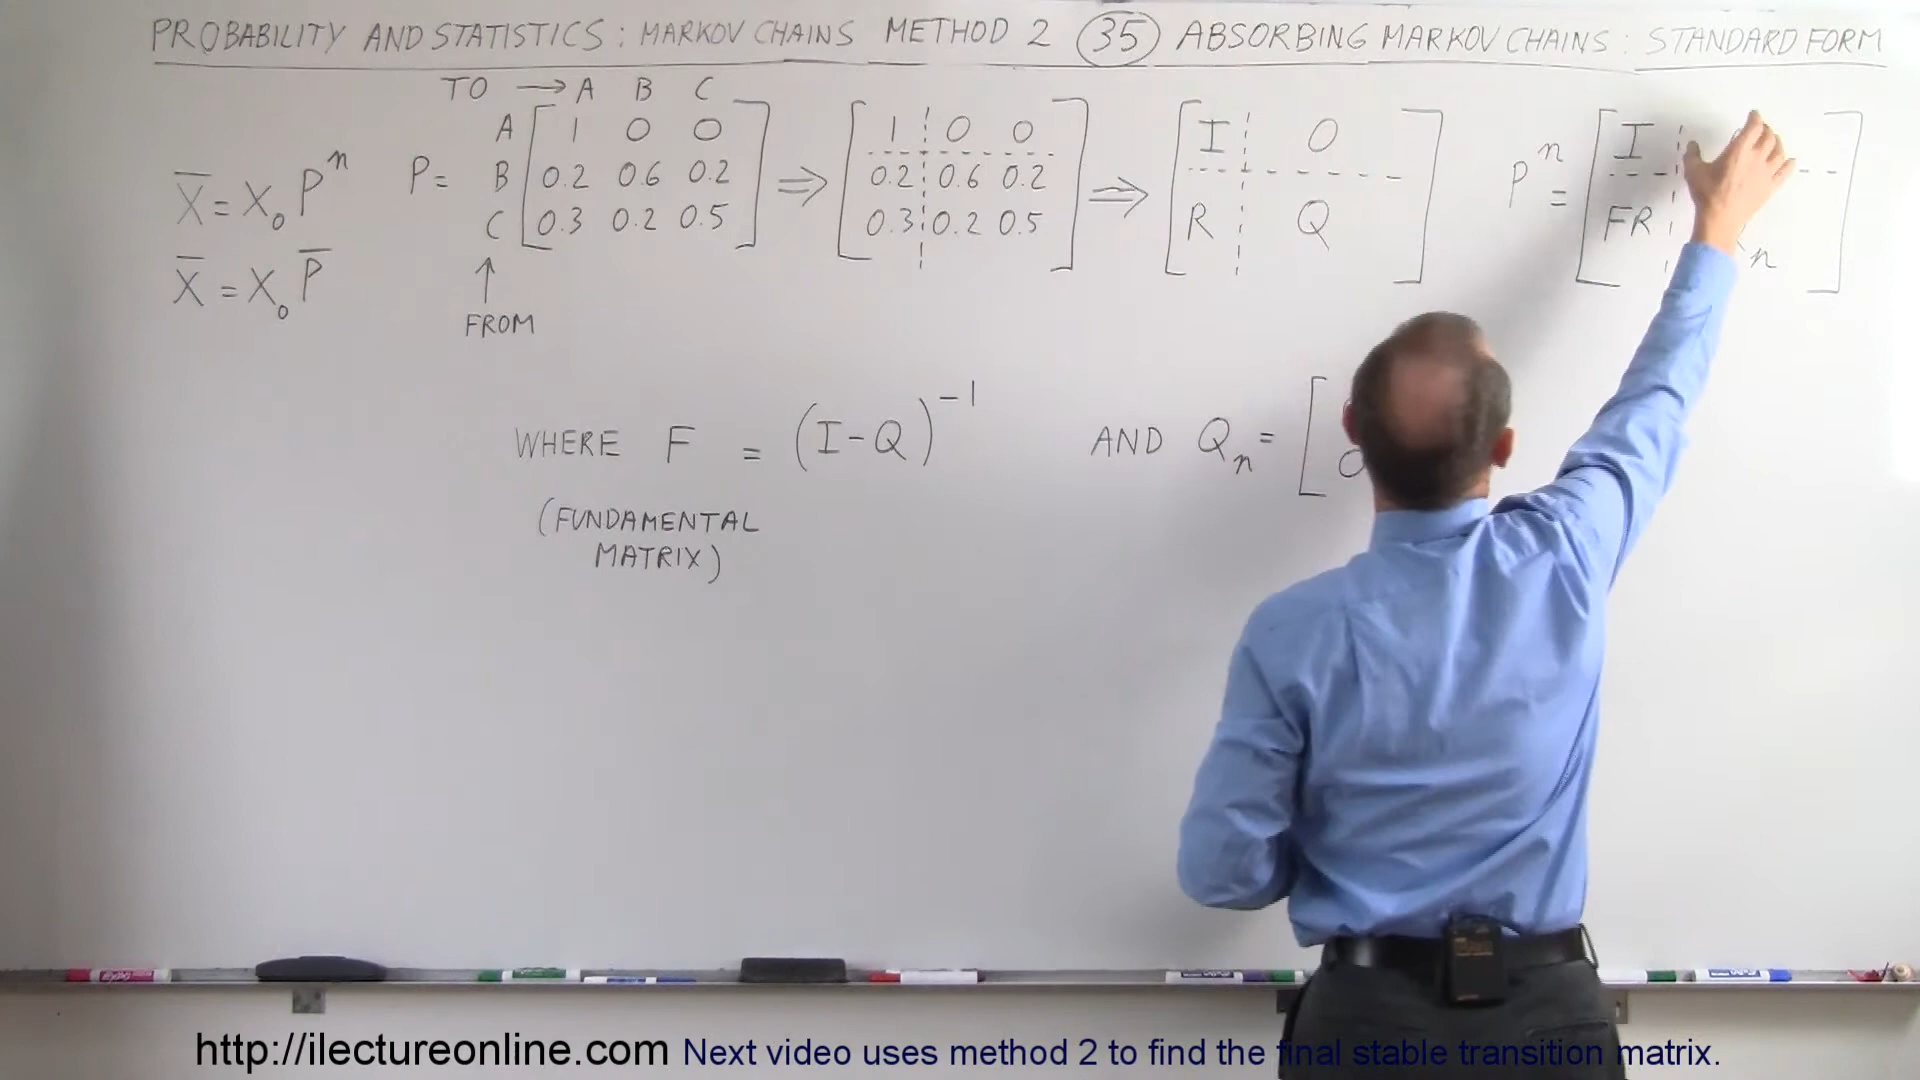 PROBABILITY AND STATISTICS : MARKOV CHAINS METHOD 2 35 ABSORBING MARKOV CHAINS : STANDARD FORM
TO → A B C
X̄ = X₀ Pⁿ
X̄ = X₀ P̄
P =
A 1 0 0
B 0.2 0.6 0.2
C 0.3 0.2 0.5
↑
FROM
⇒
1 0 0
0.2 0.6 0.2
0.3 0.2 0.5
⇒
I 0
R Q
Pⁿ =
I
FR
n
WHERE F = (I-Q)⁻¹
(FUNDAMENTAL
MATRIX)
AND Qₙ = [
http://ilectureonline.com Next video uses method 2 to find the final stable transition matrix.